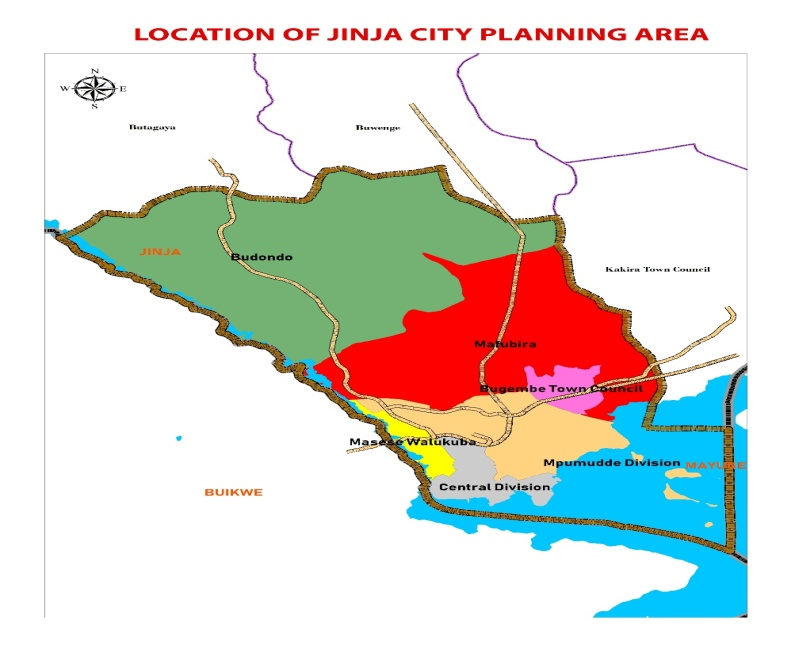 LOCATION OF JINJA CITY PLANNING AREA
N
W E
S
Butagaya
Buwenge
JINJA
Budondo
Kakira Town Council
Mafubira
Bugembe Town Council
Masese Walukuba
Mpumudde Division
MAYUGE
Central Division
BUIKWE